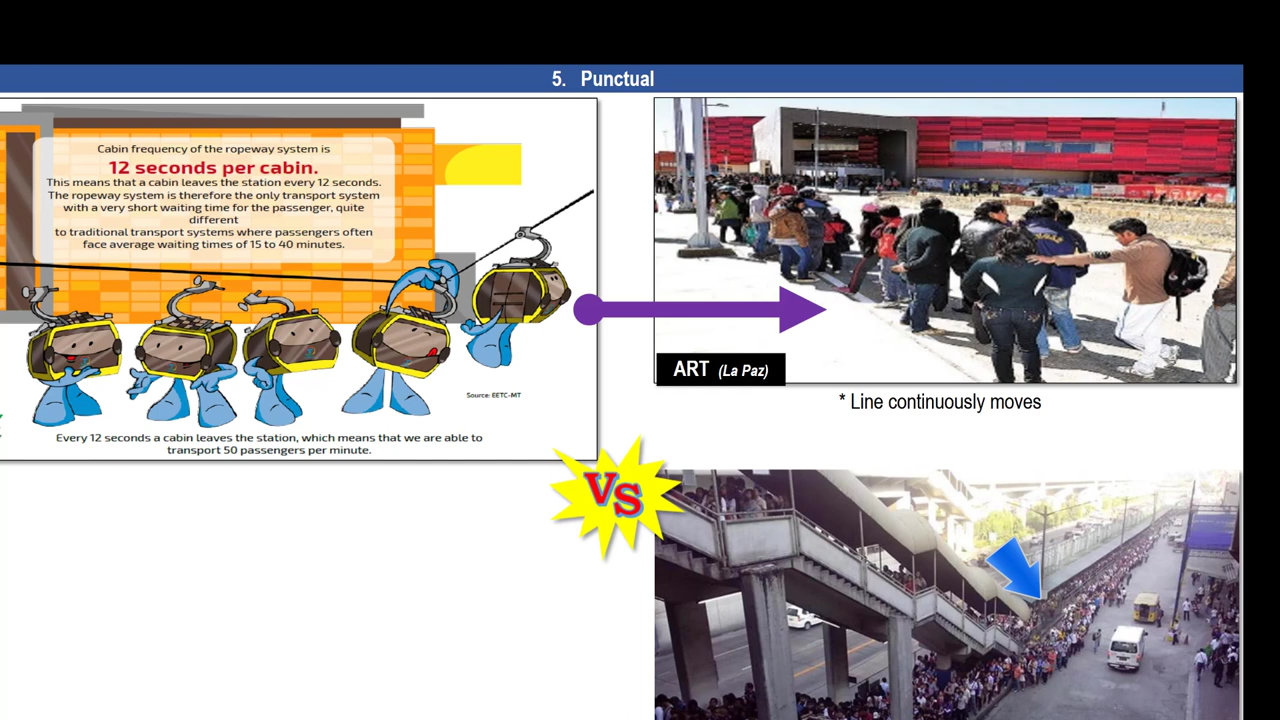 5. Punctual
Cabin frequency of the ropeway system is
12 seconds per cabin.
This means that a cabin leaves the station every 12 seconds.
The ropeway system is therefore the only transport system
with a very short waiting time for the passenger, quite
different
to traditional transport systems where passengers often
face average waiting times of 15 to 40 minutes.
Source: EETC-MT
Every 12 seconds a cabin leaves the station, which means that we are able to
transport 50 passengers per minute.
ART (La Paz)
* Line continuously moves
VS